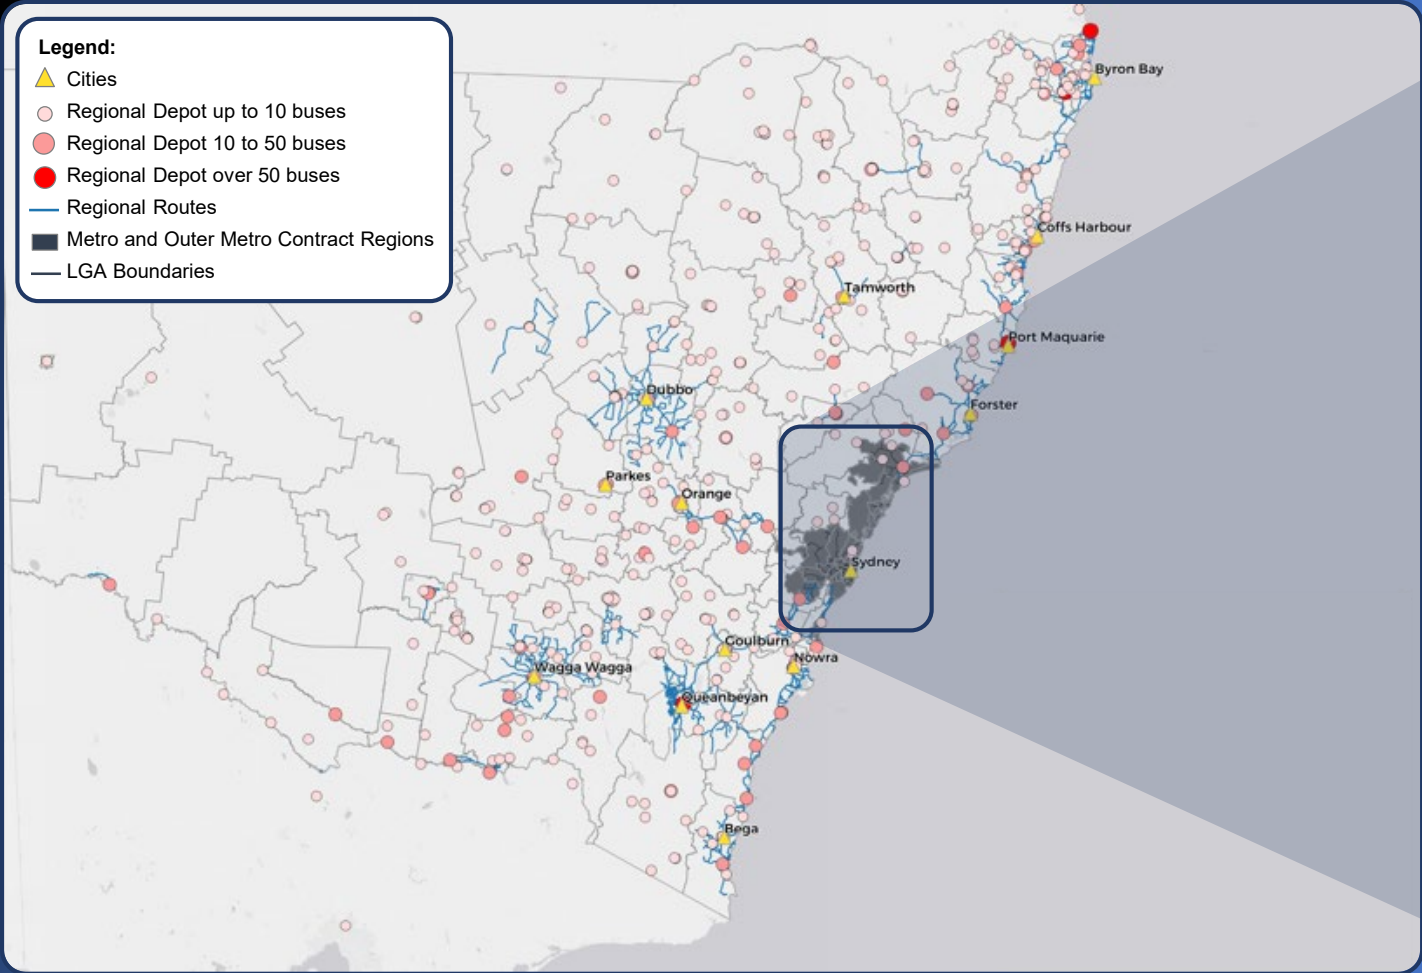 Legend:
Cities
Regional Depot up to 10 buses
Regional Depot 10 to 50 buses
Regional Depot over 50 buses
Regional Routes
Metro and Outer Metro Contract Regions
LGA Boundaries
Byron Bay
Coffs Harbour
Tamworth
Port Maquarie
Dubbo
Forster
Parkes
Orange
Sydney
Goulburn
Nowra
Wagga Wagga
Queanbeyan
Bega